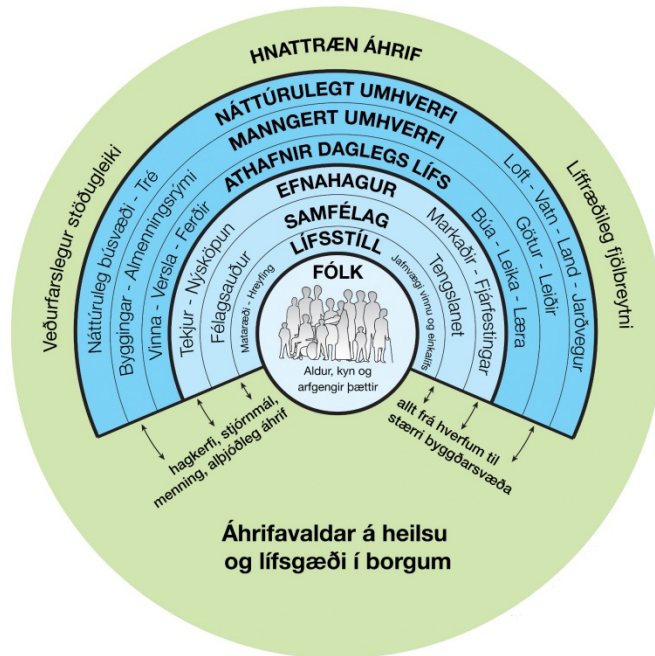 HNATTRÆN ÁHRIF
Veðurfarslegur stöðugleiki
Líffræðileg fjölbreytni
NÁTTÚRULEGT UMHVERFI
Náttúruleg búsvæði - Tré
Loft - Vatn - Land - Jarðvegur
MANNGERT UMHVERFI
Byggingar - Almenningsrými
Götur - Leiðir
ATHAFNIR DAGLEGS LÍFS
Vinna - Versla - Ferðir
Búa - Leika - Læra
EFNAHAGUR
Tekjur - Nýsköpun
Markaðir - Fjárfestingar
SAMFÉLAG
Félagsauður
Tengslanet
LÍFSSTÍLL
Mataræði - Hreyfing
Jafnvægi vinnu og einkalífs
FÓLK
Aldur, kyn og
arfgengir þættir
hagkerfi, stjórnmál,
menning, alþjóðleg áhrif
allt frá hverfum til
stærri byggðarsvæða
Áhrifavaldar á heilsu
og lífsgæði í borgum